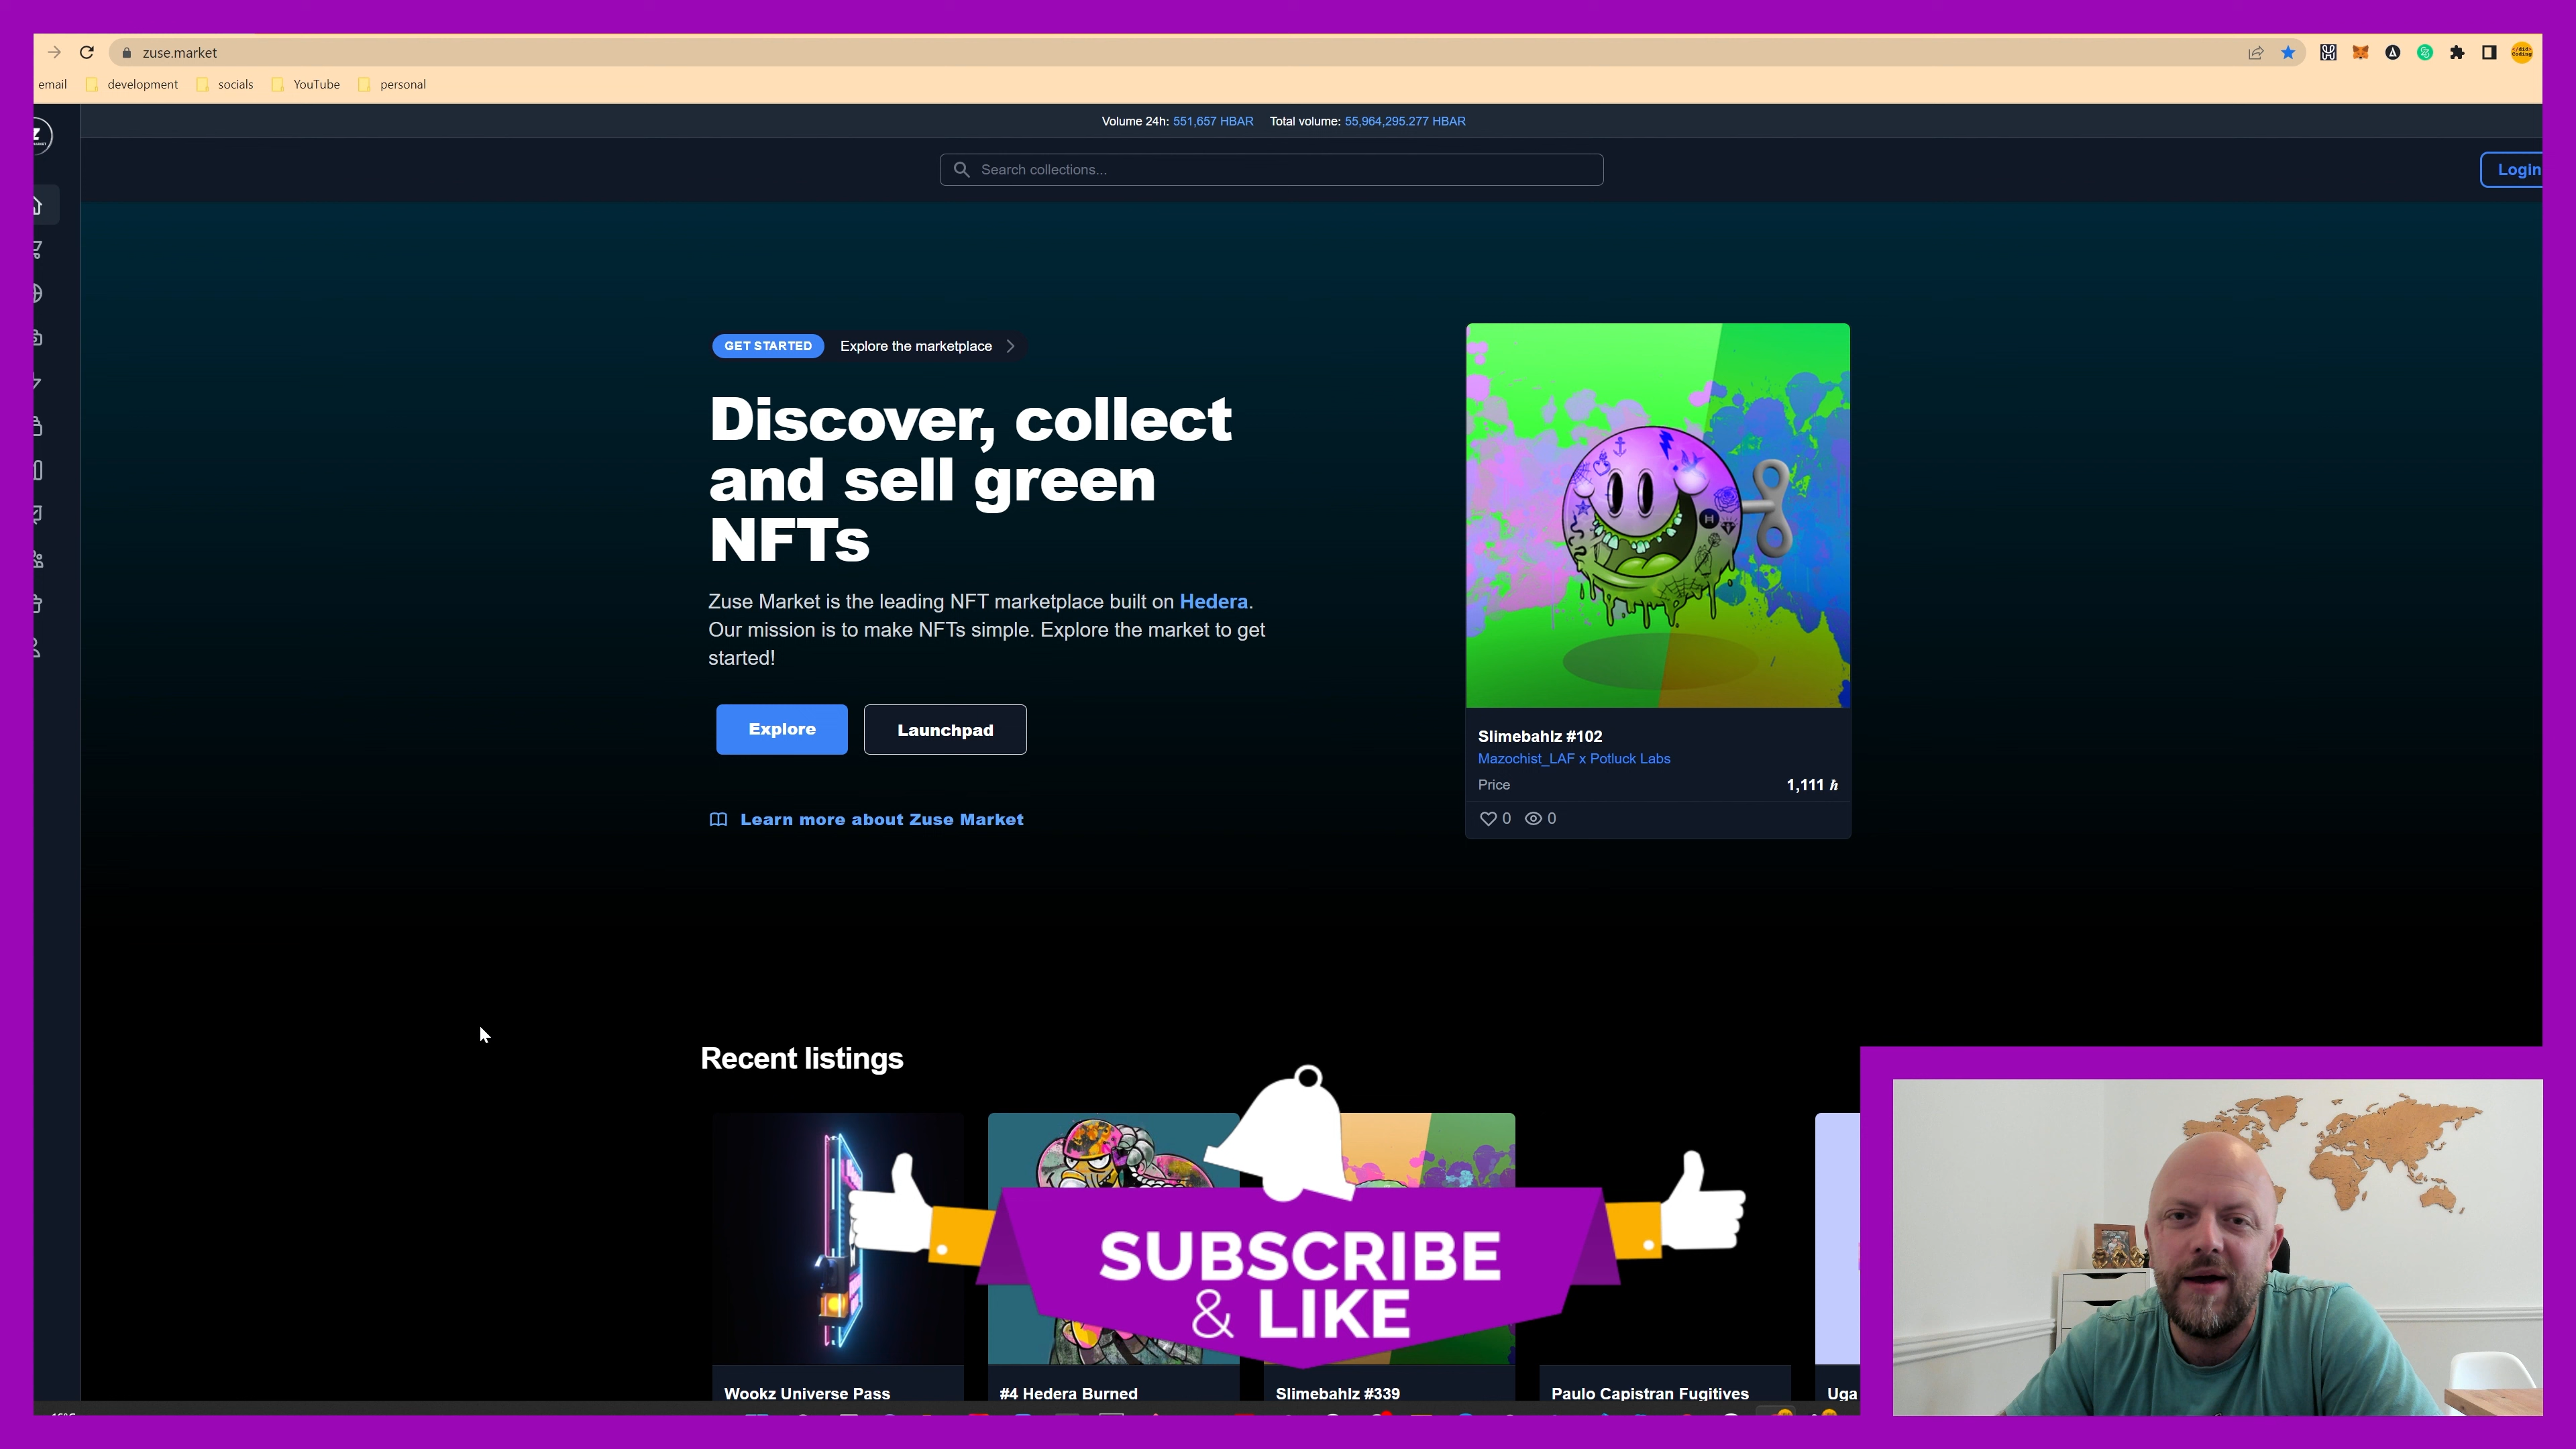 zuse.market
email development socials YouTube personal
Volume 24h: 551,657 HBAR Total volume: 55,964,295.277 HBAR
Search collections...
Login
GET STARTED Explore the marketplace
Discover, collect
and sell green
NFTs
Zuse Market is the leading NFT marketplace built on Hedera.
Our mission is to make NFTs simple. Explore the market to get
started!
Explore Launchpad
Learn more about Zuse Market
Slimebahlz #102
Mazochist_LAF x Potluck Labs
Price 1,111 ℏ
0 0
Recent listings
SUBSCRIBE
& LIKE
Wookz Universe Pass #4 Hedera Burned Slimebahlz #339 Paulo Capistran Fugitives Uga